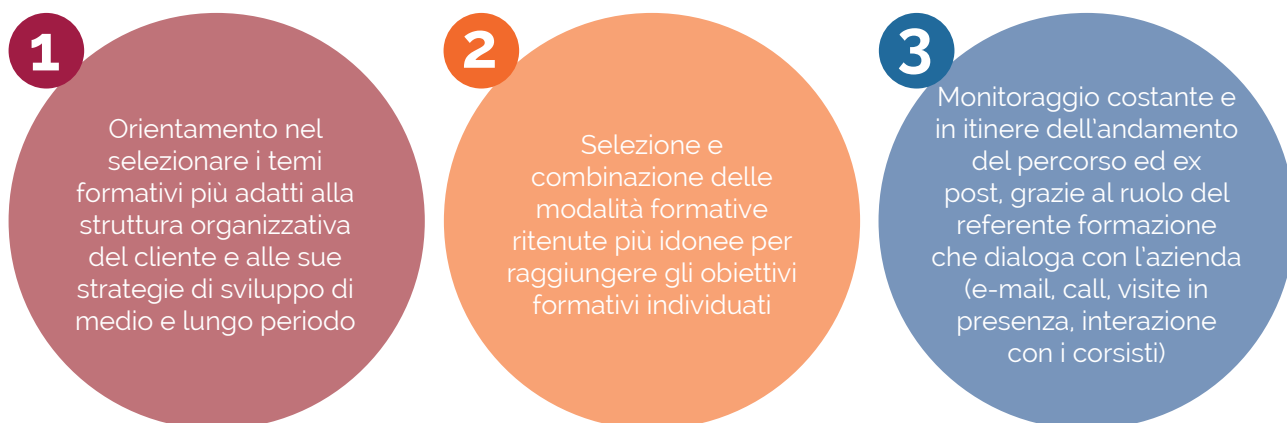 1
Orientamento nel
selezionare i temi
formativi più adatti alla
struttura organizzativa
del cliente e alle sue
strategie di sviluppo di
medio e lungo periodo
2
Selezione e
combinazione delle
modalità formative
ritenute più idonee per
raggiungere gli obiettivi
formativi individuati
3
Monitoraggio costante e
in itinere dell'andamento
del percorso ed ex
post, grazie al ruolo del
referente formazione
che dialoga con l'azienda
(e-mail, call, visite in
presenza, interazione
con i corsisti)